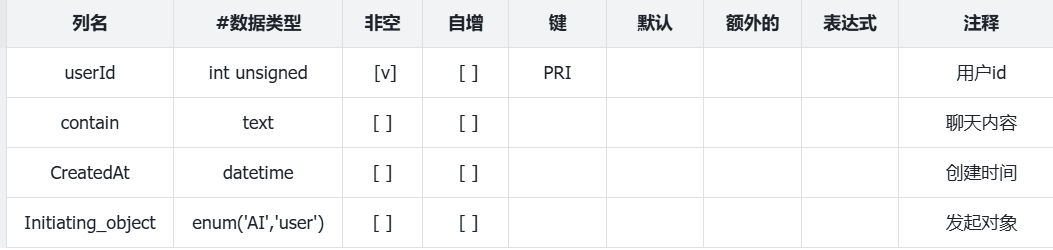 列名 #数据类型 非空 自增 键 默认 额外的 表达式 注释
userId int unsigned [v] [ ] PRI 用户id
contain text [ ] [ ] 聊天内容
CreatedAt datetime [ ] [ ] 创建时间
Initiating_object enum('AI','user') [ ] [ ] 发起对象